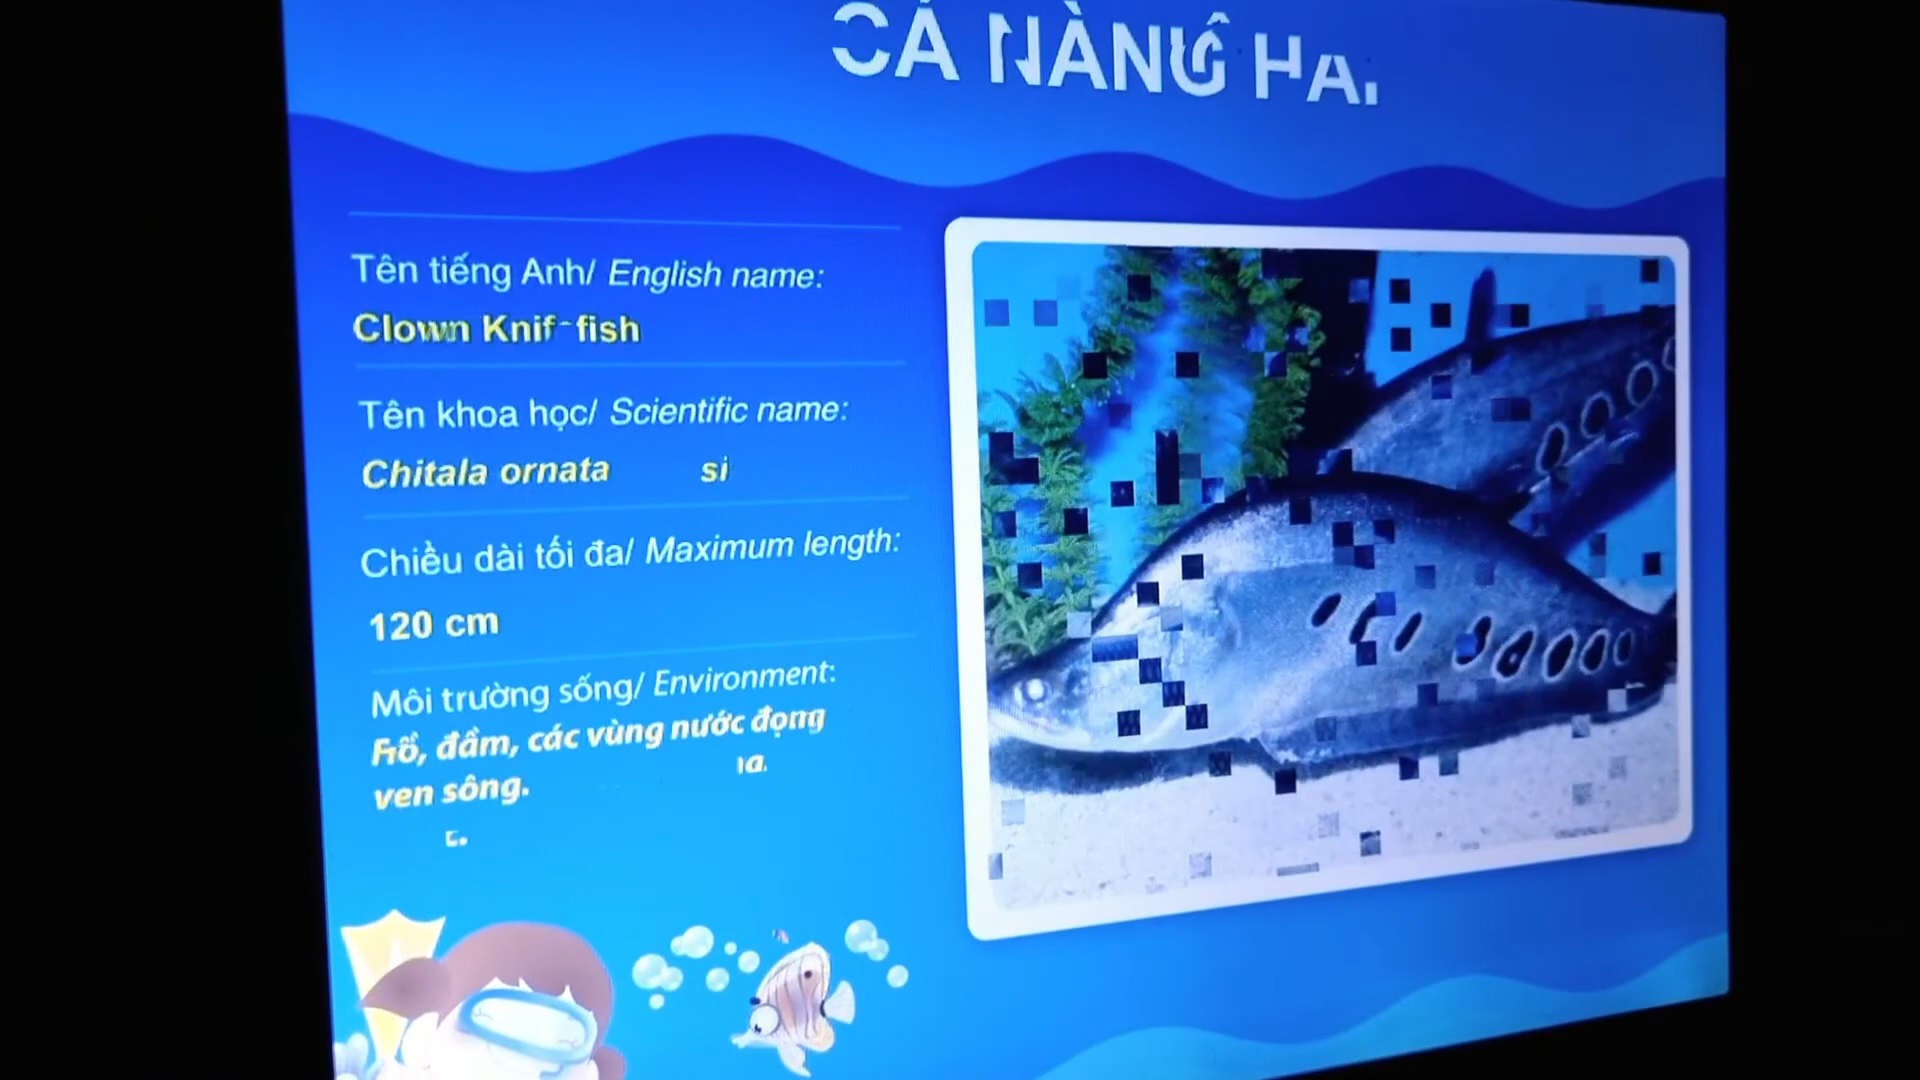 CÁ NÀNG HAI
Tên tiếng Anh/ English name:
Clown Knif-fish
Tên khoa học/ Scientific name:
Chitala ornata si
Chiều dài tối đa/ Maximum length:
120 cm
Môi trường sống/ Environment:
đầm, các vùng nước đọng
ven sông.